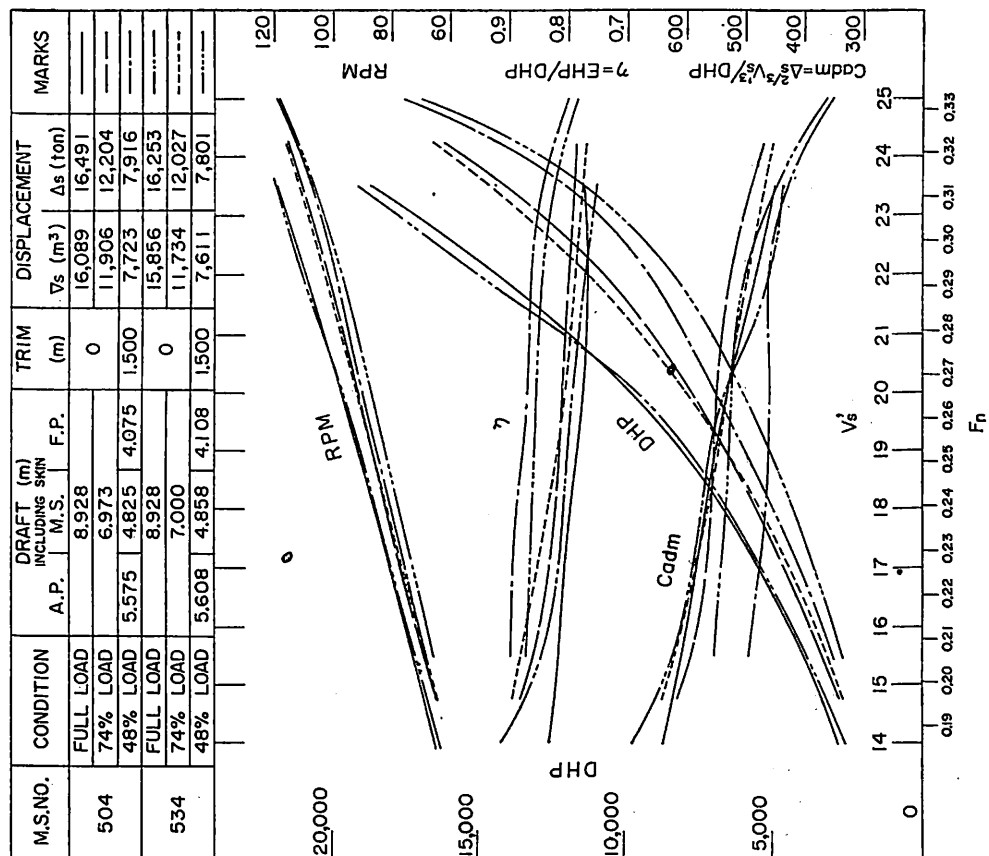 M.S.NO. CONDITION DRAFT (m) INCLUDING SKIN TRIM (m) DISPLACEMENT MARKS
A.P. M.S. F.P. ∇s (m³) Δs (ton)
504 FULL LOAD 8.928 0 16,089 16,491
74% LOAD 6.973 11,906 12,204
48% LOAD 5.575 4.825 4.075 1.500 7,723 7,916
534 FULL LOAD 8.928 0 15,856 16,253
74% LOAD 7.000 11,734 12,027
48% LOAD 5.608 4.858 4.108 1.500 7,611 7,801
20,000
15,000
10,000
5,000
0
DHP
RPM
η
DHP
Cadm
120
100
RPM
0.9
0.8
0.7
η=EHP/DHP
600
500
400
300
Cadm=Δs^2/3 Vs'^3/DHP
14 15 16 17 18 19 20 21 22 23 24 25
Vs'
0.19 0.20 0.21 0.22 0.23 0.24 0.25 0.26 0.27 0.28 0.29 0.30 0.31 0.32 0.33
Fn